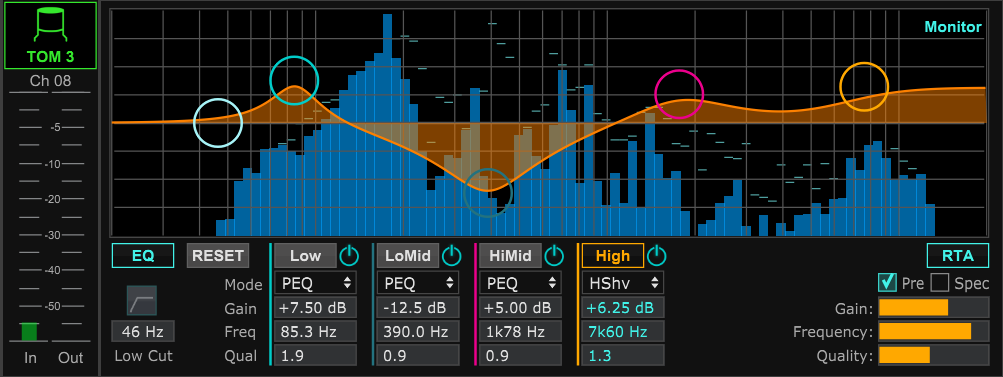 TOM 3
Ch 08
-5
-10
-20
-30
-40
-50
In Out
Monitor
EQ RESET Low LoMid HiMid High RTA
Mode PEQ PEQ PEQ HShv Pre Spec
Gain +7.50 dB -12.5 dB +5.00 dB +6.25 dB Gain:
46 Hz Freq 85.3 Hz 390.0 Hz 1k78 Hz 7k60 Hz Frequency:
Low Cut Qual 1.9 0.9 0.9 1.3 Quality: